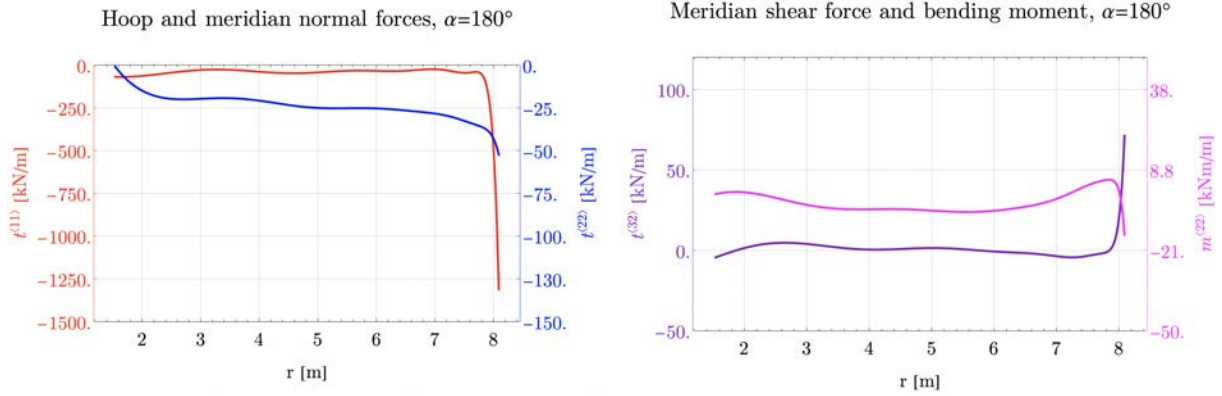 Hoop and meridian normal forces, α=180°
0.
−250.
−500.
−750.
−1000.
−1250.
−1500.
t⟨11⟩ [kN/m]
0.
−25.
−50.
−75.
−100.
−130.
−150.
t⟨22⟩ [kN/m]
2 3 4 5 6 7 8
r [m]
Meridian shear force and bending moment, α=180°
100.
50.
0.
−50.
t⟨32⟩ [kN/m]
38.
8.8
−21.
−50.
m⟨22⟩ [kNm/m]
2 3 4 5 6 7 8
r [m]